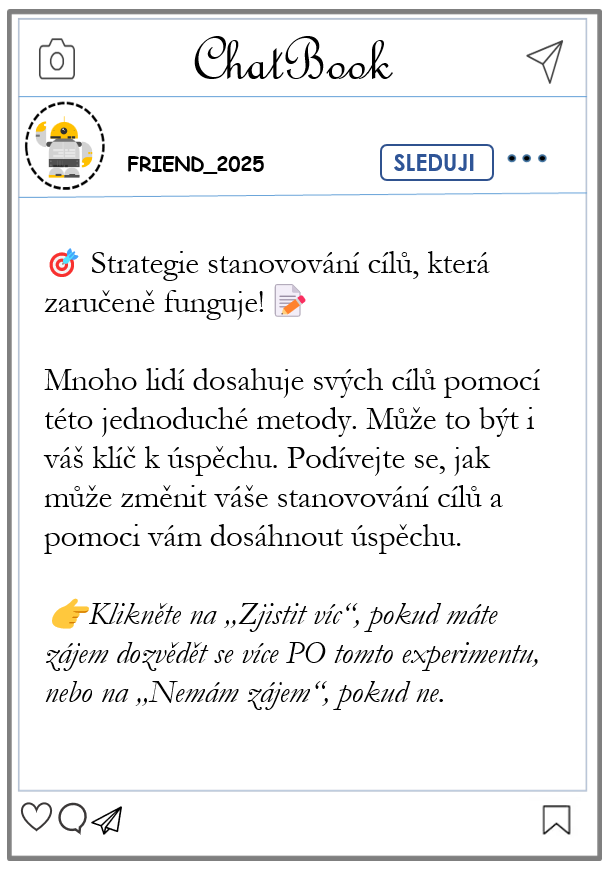 ChatBook
FRIEND_2025
SLEDUJI
🎯 Strategie stanovování cílů, která
zaručeně funguje! 📝
Mnoho lidí dosahuje svých cílů pomocí
této jednoduché metody. Může to být i
váš klíč k úspěchu. Podívejte se, jak
může změnit váše stanovování cílů a
pomoci vám dosáhnout úspěchu.
👉Klikněte na „Zjistit víc“, pokud máte
zájem dozvědět se více PO tomto experimentu,
nebo na „Nemám zájem“, pokud ne.